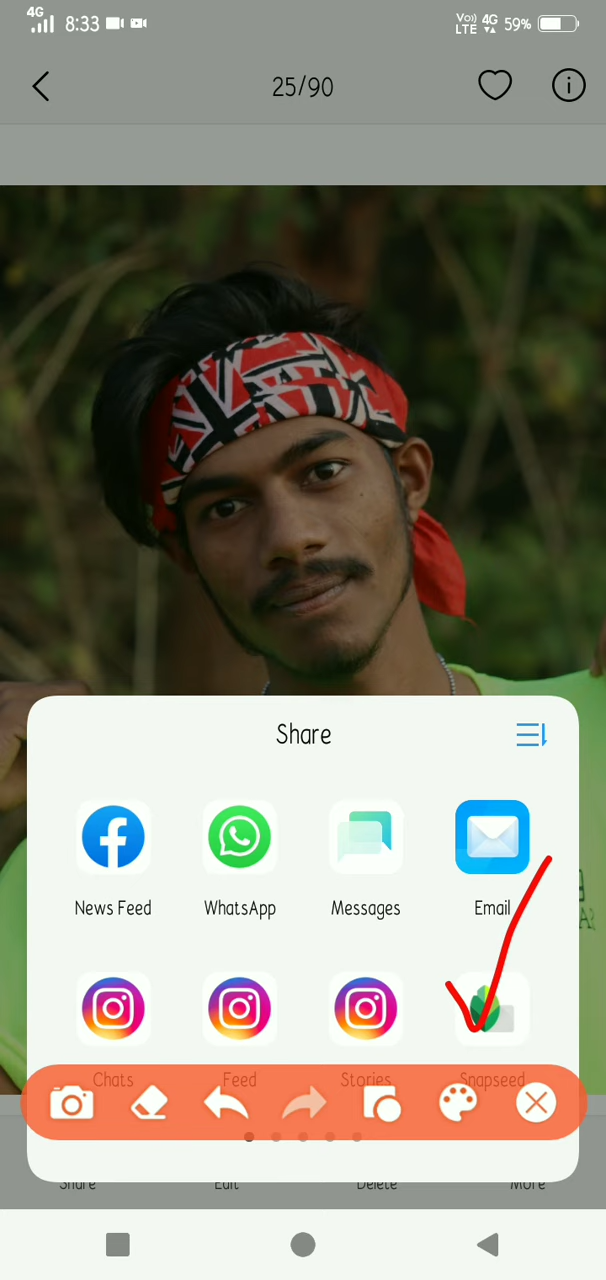 4G 8:33 Vo)) LTE 4G 59%
25/90
Share
News Feed WhatsApp Messages Email
Chats Feed Stories Snapseed
Share Edit Delete More